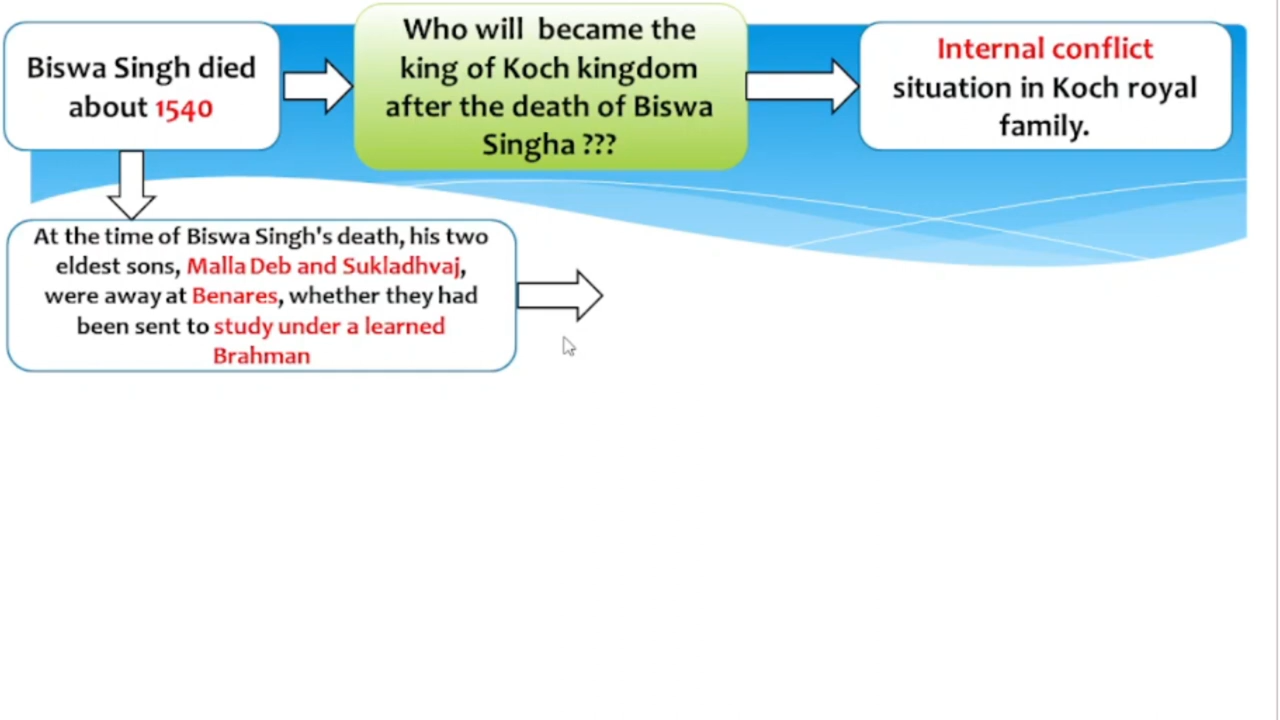 Biswa Singh died
about 1540
Who will became the
king of Koch kingdom
after the death of Biswa
Singha ???
Internal conflict
situation in Koch royal
family.
At the time of Biswa Singh's death, his two
eldest sons, Malla Deb and Sukladhvaj,
were away at Benares, whether they had
been sent to study under a learned
Brahman